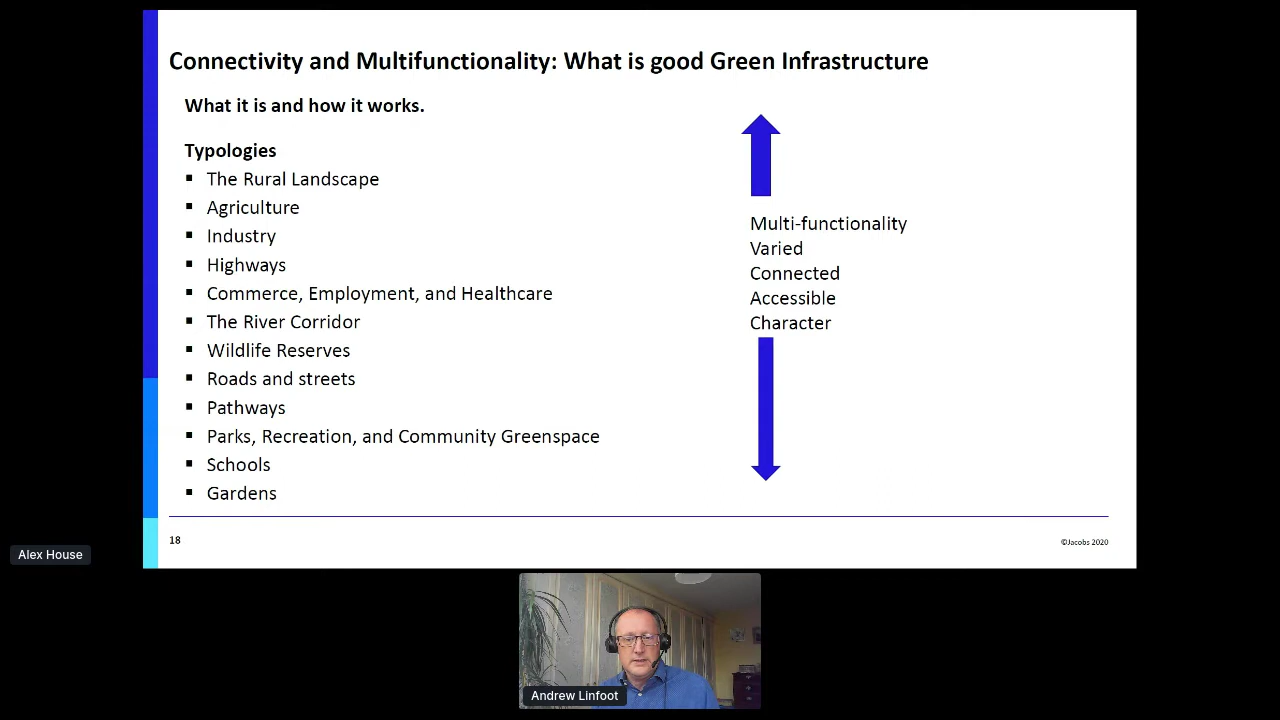 Connectivity and Multifunctionality: What is good Green Infrastructure
What it is and how it works.
Typologies
▪ The Rural Landscape
▪ Agriculture
▪ Industry
▪ Highways
▪ Commerce, Employment, and Healthcare
▪ The River Corridor
▪ Wildlife Reserves
▪ Roads and streets
▪ Pathways
▪ Parks, Recreation, and Community Greenspace
▪ Schools
▪ Gardens
Multi-functionality
Varied
Connected
Accessible
Character
18
©Jacobs 2020
Alex House
Andrew Linfoot